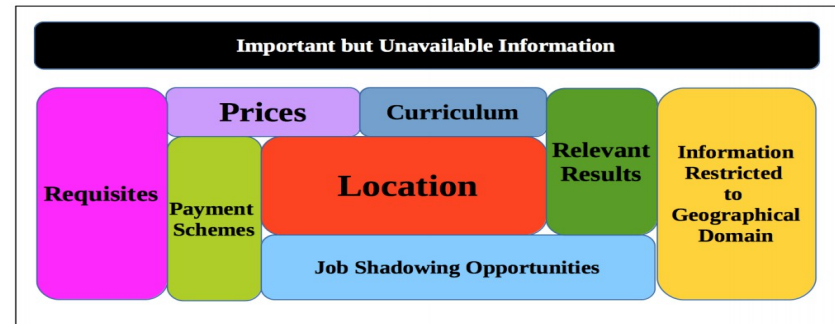 Important but Unavailable Information
Requisites
Prices
Curriculum
Payment
Schemes
Location
Relevant
Results
Job Shadowing Opportunities
Information
Restricted
to
Geographical
Domain